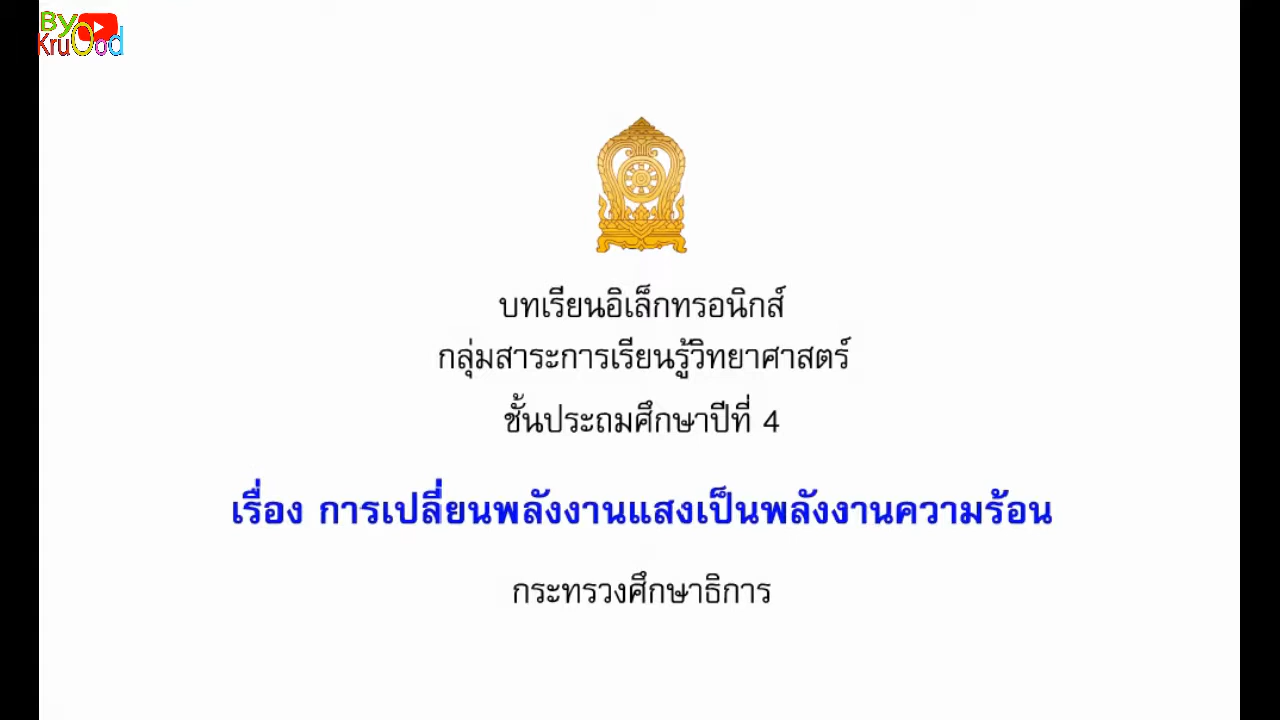 By
KruOod
บทเรียนอิเล็กทรอนิกส์
กลุ่มสาระการเรียนรู้วิทยาศาสตร์
ชั้นประถมศึกษาปีที่ 4
เรื่อง การเปลี่ยนพลังงานแสงเป็นพลังงานความร้อน
กระทรวงศึกษาธิการ